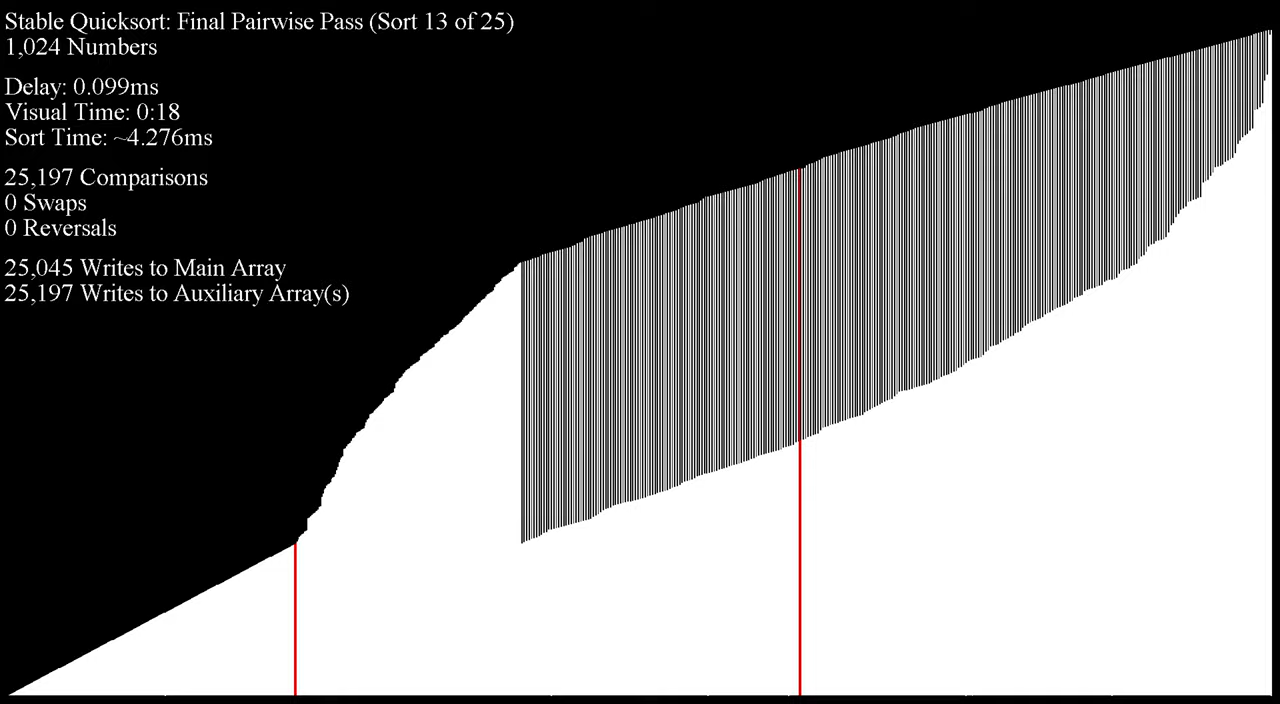 Stable Quicksort: Final Pairwise Pass (Sort 13 of 25)
1,024 Numbers
Delay: 0.099ms
Visual Time: 0:18
Sort Time: ~4.276ms
25,197 Comparisons
0 Swaps
0 Reversals
25,045 Writes to Main Array
25,197 Writes to Auxiliary Array(s)